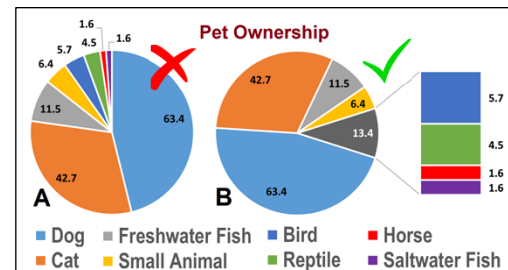 Pet Ownership
1.6
1.6
4.5
5.7
6.4
11.5
63.4
42.7
A
42.7
11.5
6.4
13.4
63.4
B
5.7
4.5
1.6
1.6
Dog
Freshwater Fish
Bird
Horse
Cat
Small Animal
Reptile
Saltwater Fish